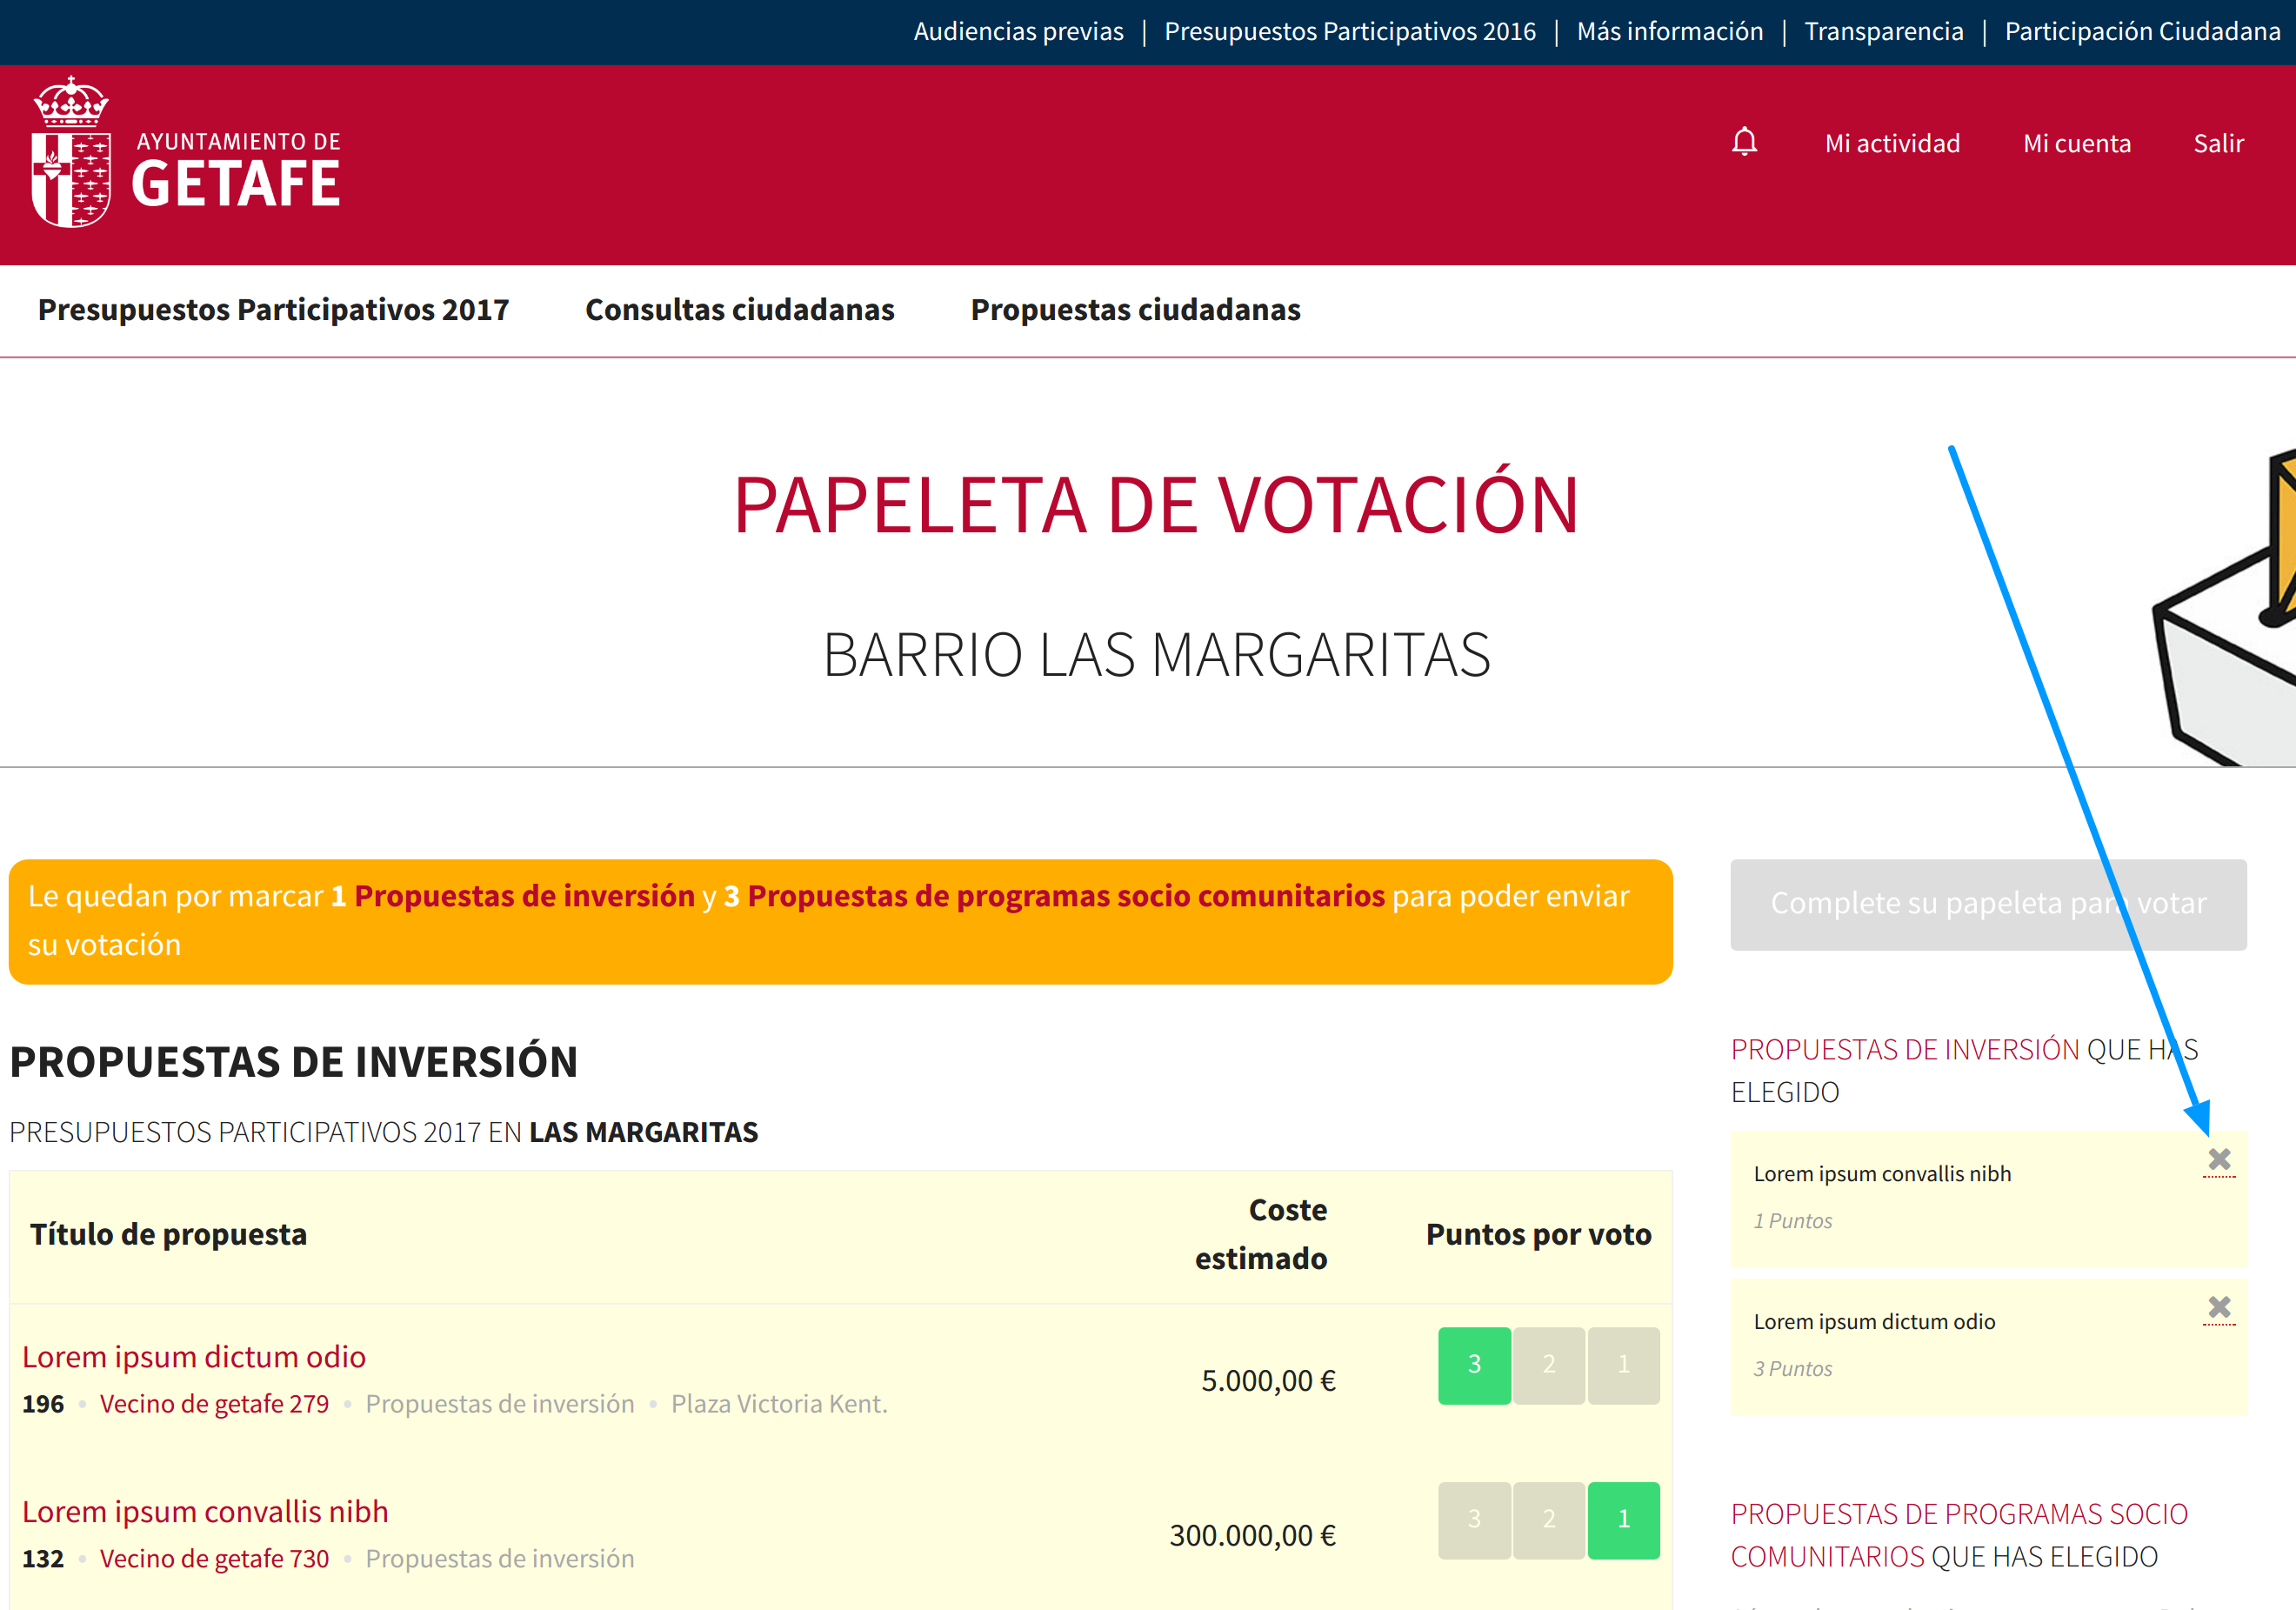 Audiencias previas | Presupuestos Participativos 2016 | Más información | Transparencia | Participación Ciudadana
AYUNTAMIENTO DE
GETAFE
Mi actividad Mi cuenta Salir
Presupuestos Participativos 2017 Consultas ciudadanas Propuestas ciudadanas
PAPELETA DE VOTACIÓN
BARRIO LAS MARGARITAS
Le quedan por marcar 1 Propuestas de inversión y 3 Propuestas de programas socio comunitarios para poder enviar
su votación
PROPUESTAS DE INVERSIÓN
PRESUPUESTOS PARTICIPATIVOS 2017 EN LAS MARGARITAS
Título de propuesta
Coste
estimado
Puntos por voto
Lorem ipsum dictum odio
196 • Vecino de getafe 279 • Propuestas de inversión • Plaza Victoria Kent.
5.000,00 €
3 2 1
Lorem ipsum convallis nibh
132 • Vecino de getafe 730 • Propuestas de inversión
300.000,00 €
3 2 1
Complete su papeleta para votar
PROPUESTAS DE INVERSIÓN QUE HAS
ELEGIDO
Lorem ipsum convallis nibh
1 Puntos
Lorem ipsum dictum odio
3 Puntos
PROPUESTAS DE PROGRAMAS SOCIO
COMUNITARIOS QUE HAS ELEGIDO